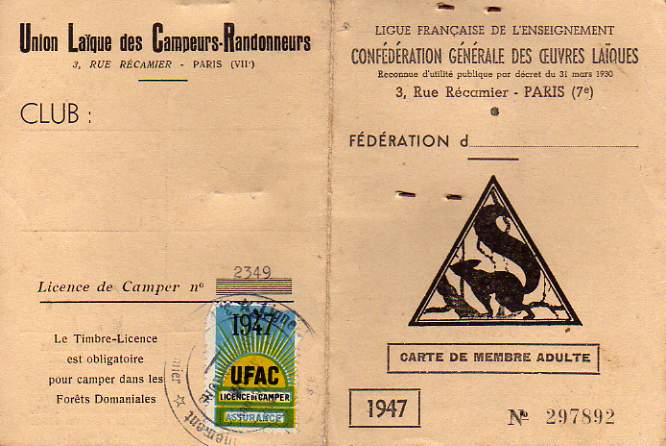 Union Laïque des Campeurs-Randonneurs
3, RUE RÉCAMIER - PARIS (VIIe)
CLUB :
Licence de Camper no 2349
Le Timbre-Licence
est obligatoire
pour camper dans les
Forêts Domaniales
1947
UFAC
LICENCE DE CAMPER
ASSURANCE
LIGUE FRANÇAISE DE L'ENSEIGNEMENT
CONFÉDÉRATION GÉNÉRALE DES ŒUVRES LAÏQUES
Reconnue d'utilité publique par décret du 31 mars 1930
3, Rue Récamier - PARIS (7e)
FÉDÉRATION d
CARTE DE MEMBRE ADULTE
1947
No 297892